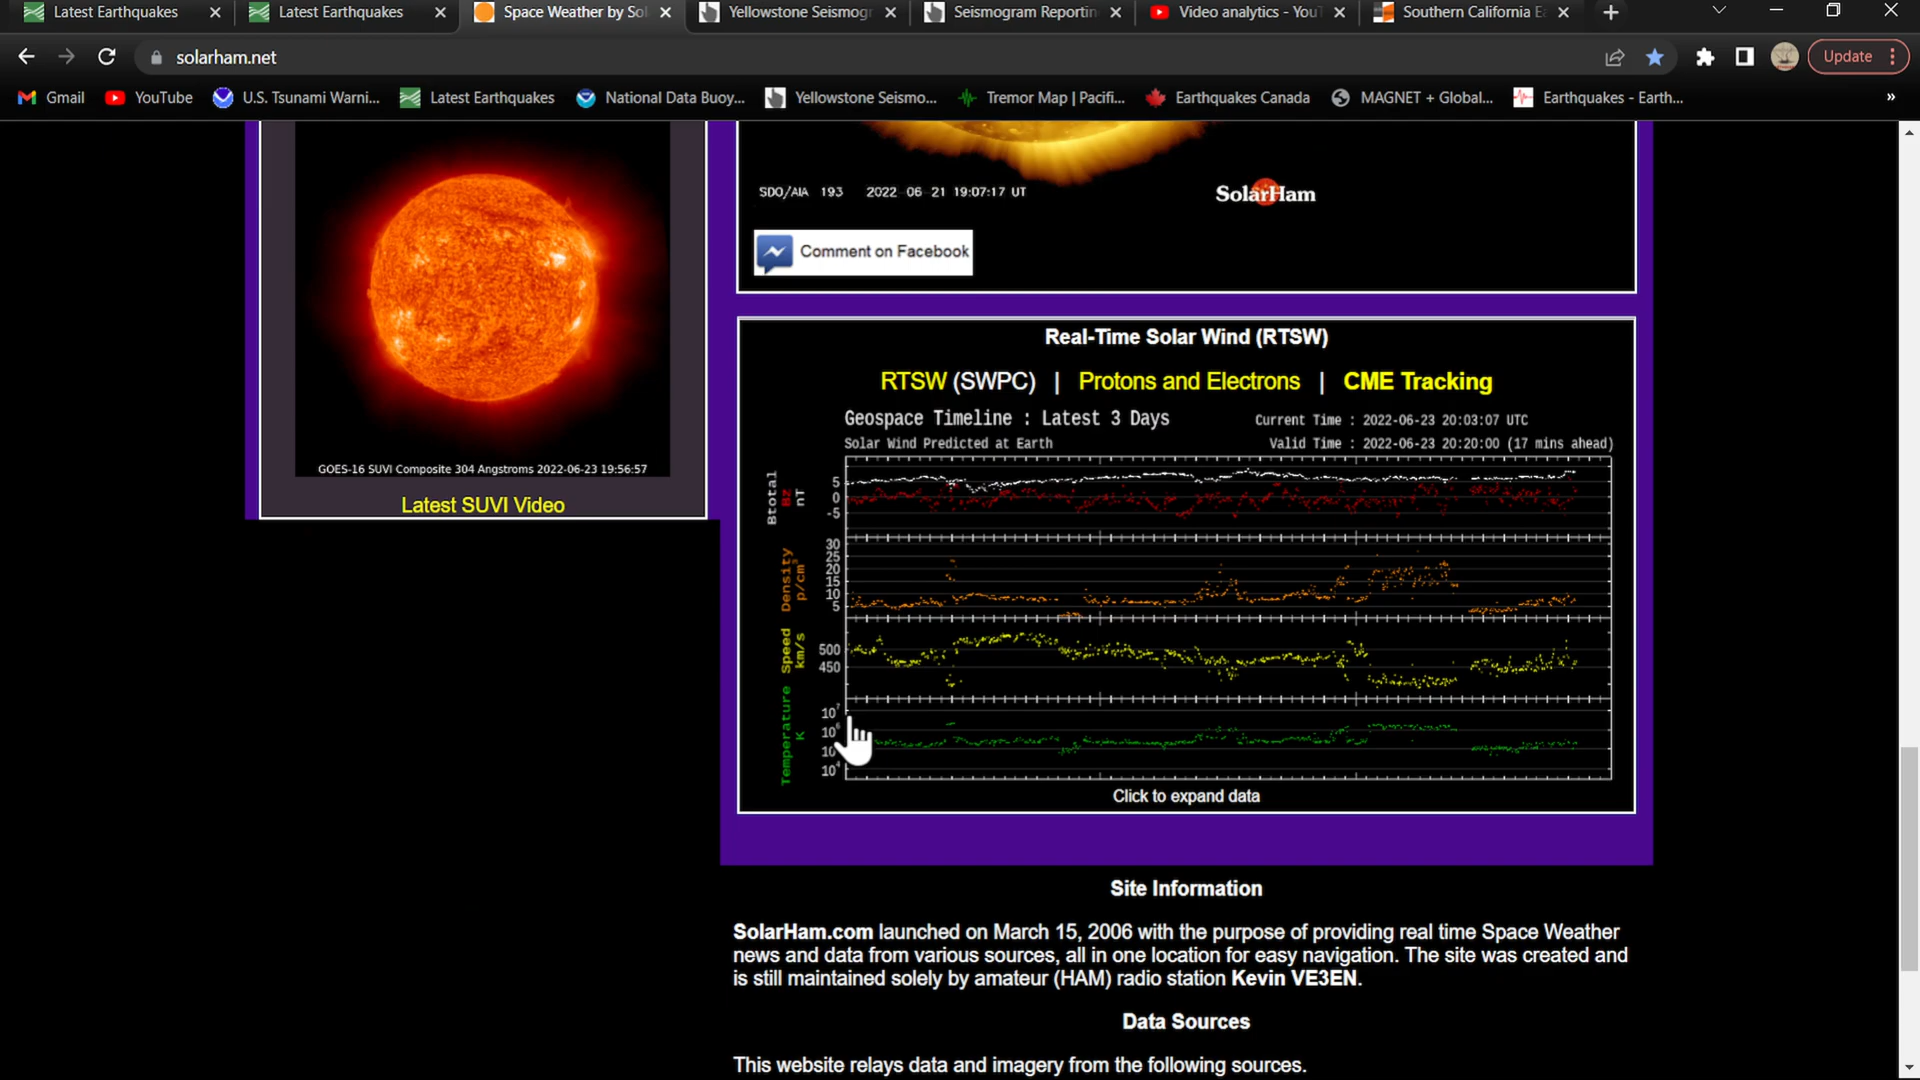 Latest Earthquakes
Latest Earthquakes
Space Weather by Sol
Yellowstone Seismog
Seismogram Reportin
Video analytics - YouT
Southern California E
solarham.net
Update
Gmail
YouTube
U.S. Tsunami Warni...
Latest Earthquakes
National Data Buoy...
Yellowstone Seismo...
Tremor Map | Pacifi...
Earthquakes Canada
MAGNET + Global...
Earthquakes - Earth...
»
GOES-16 SUVI Composite 304 Angstroms 2022-06-23 19:56:57
Latest SUVI Video
SDO/AIA 193 2022 06 21 19:07:17 UT
SolarHam
Comment on Facebook
Real-Time Solar Wind (RTSW)
RTSW (SWPC) | Protons and Electrons | CME Tracking
Geospace Timeline : Latest 3 Days
Current Time : 2022-06-23 20:03:07 UTC
Solar Wind Predicted at Earth
Valid Time : 2022-06-23 20:20:00 (17 mins ahead)
Btotal
Bz
nT
5
0
-5
Density
p/cm³
30
25
20
15
10
5
Speed
km/s
500
450
Temperature
K
10⁷
10⁶
10
10⁴
Click to expand data
Site Information
SolarHam.com launched on March 15, 2006 with the purpose of providing real time Space Weather
news and data from various sources, all in one location for easy navigation. The site was created and
is still maintained solely by amateur (HAM) radio station Kevin VE3EN.
Data Sources
This website relays data and imagery from the following sources.